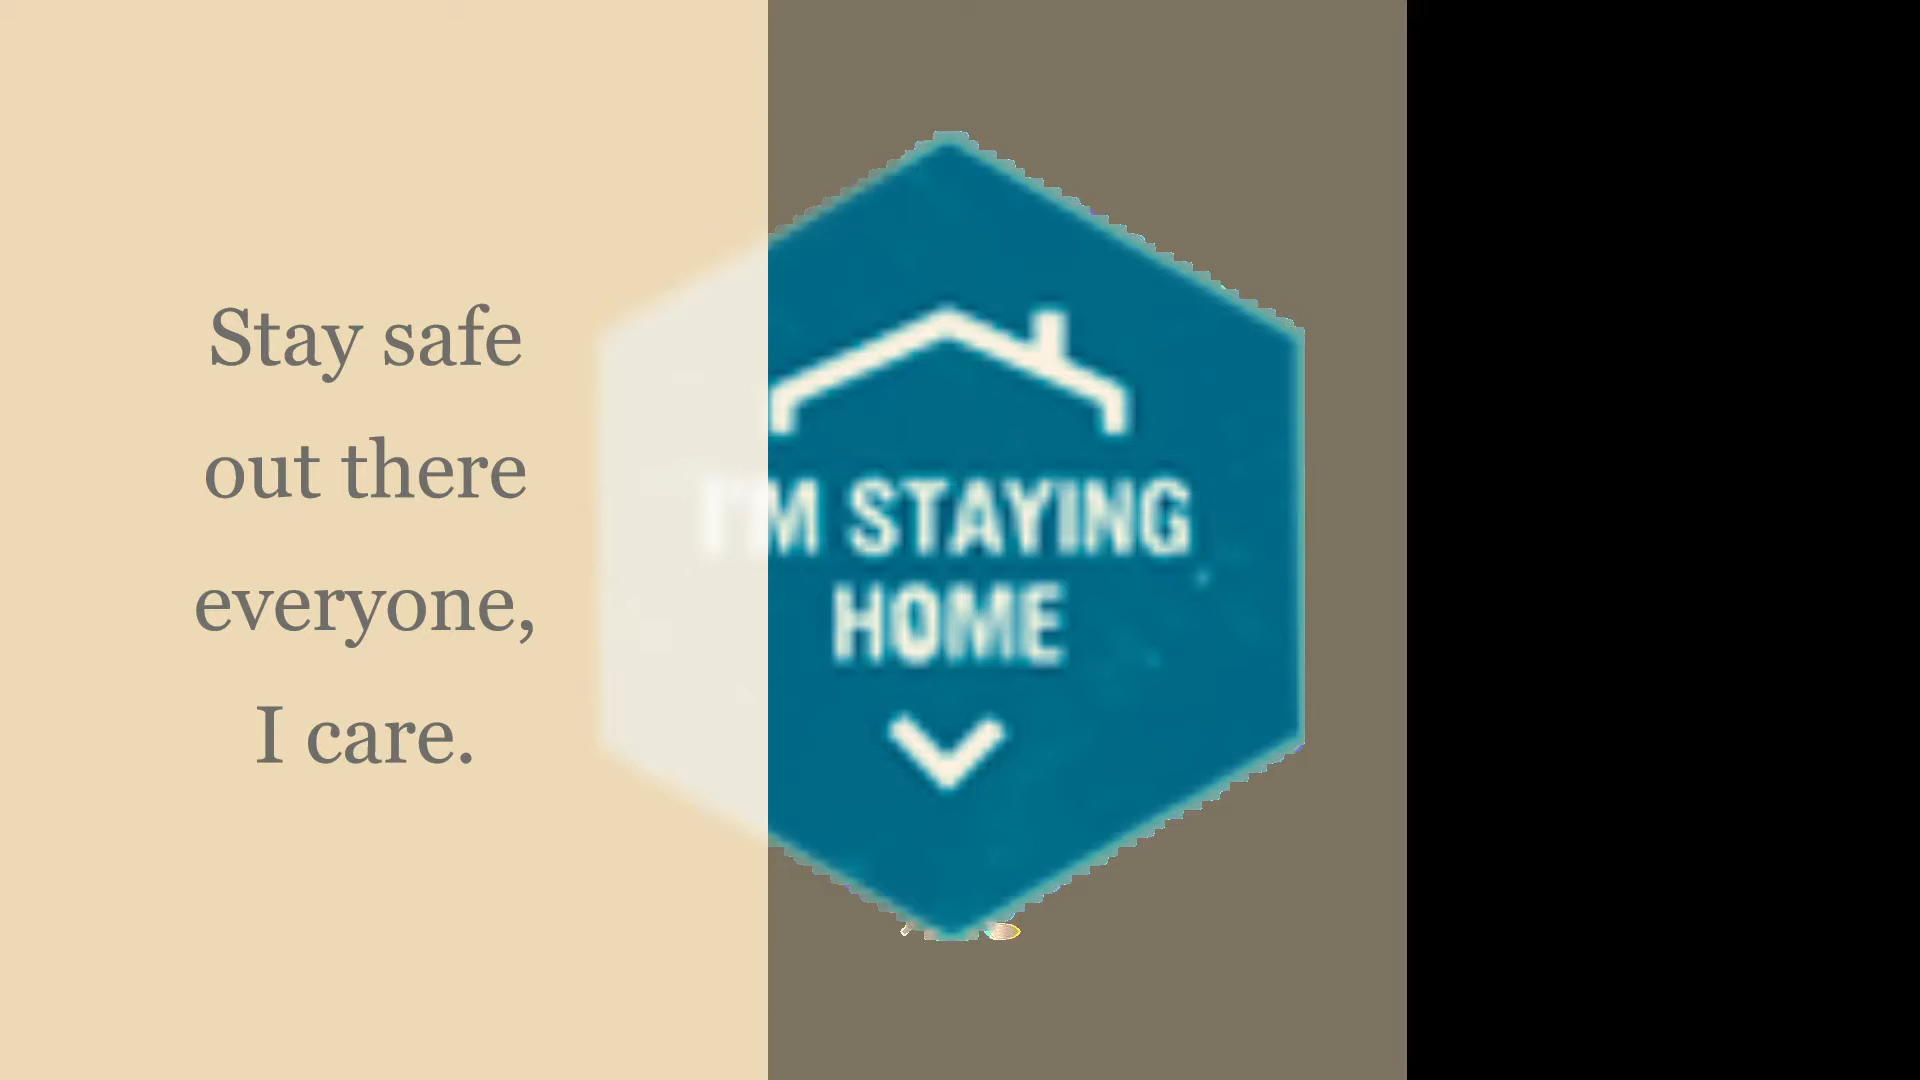 Stay safe
out there
everyone,
I care.
I'M STAYING
HOME